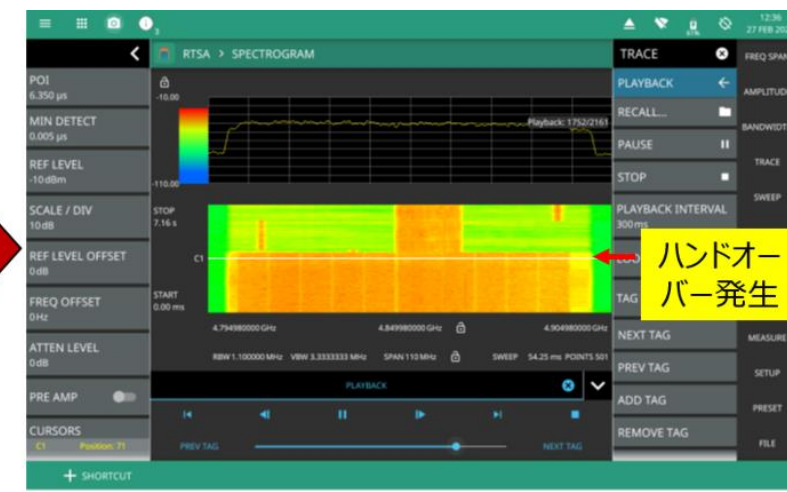 3
12:36
27 FEB 202
POI
6.350 μs
MIN DETECT
0.005 μs
REF LEVEL
-10 dBm
SCALE / DIV
10 dB
REF LEVEL OFFSET
0 dB
FREQ OFFSET
0 Hz
ATTEN LEVEL
0 dB
PRE AMP
CURSORS
C1 Position: 71
SHORTCUT
RTSA > SPECTROGRAM
-10.00
Playback: 1752/2161
-110.00
STOP
7.16 s
C1
START
0.00 ms
4.794980000 GHz 4.849980000 GHz 4.904980000 GHz
RBW 1.100000 MHz VBW 3.3333333 MHz SPAN 110 MHz SWEEP 54.25 ms POINTS 501
PLAYBACK
PREV TAG NEXT TAG
TRACE
PLAYBACK
RECALL...
PAUSE
STOP
PLAYBACK INTERVAL
300 ms
ハンドオー
バー発生
TAG
NEXT TAG
PREV TAG
ADD TAG
REMOVE TAG
FREQ SPAN
AMPLITUD
BANDWIDT
TRACE
SWEEP
MEASURE
SETUP
PRESET
FILE